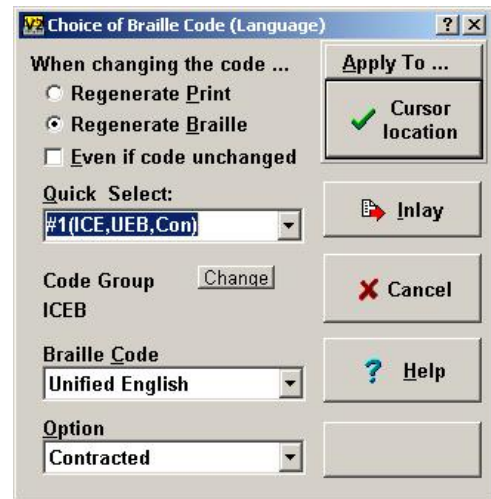 Choice of Braille Code (Language)
When changing the code ...
Regenerate Print
Regenerate Braille
Even if code unchanged
Quick Select:
#1(ICE,UEB,Con)
Code Group
Change
ICEB
Braille Code
Unified English
Option
Contracted
Apply To ...
Cursor
location
Inlay
Cancel
? Help